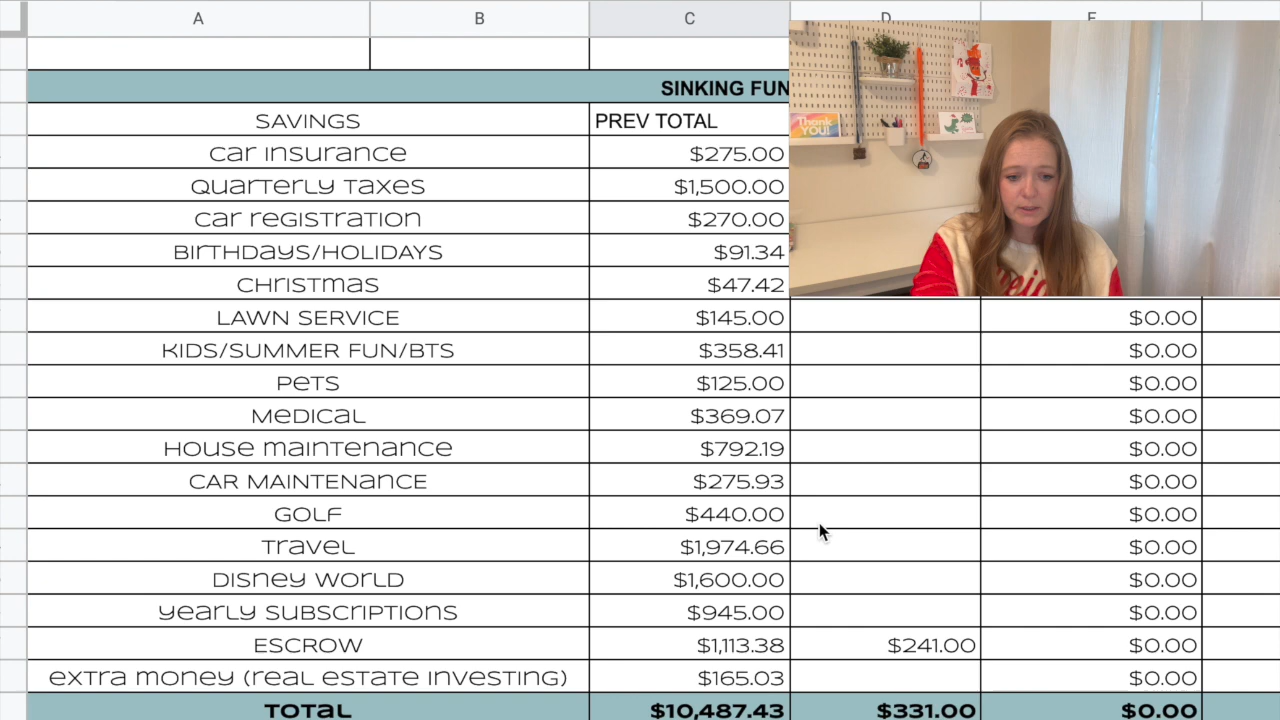 A B C D
SINKING FUN
SAVINGS PREV TOTAL
Car Insurance $275.00
Quarterly Taxes $1,500.00
Car Registration $270.00
Birthdays/HOLIDAYS $91.34
Christmas $47.42
LAWN SERVICE $145.00 $0.00
KIDS/SUMMER FUN/BTS $358.41 $0.00
Pets $125.00 $0.00
Medical $369.07 $0.00
House Maintenance $792.19 $0.00
CAR MAINTENance $275.93 $0.00
GOLF $440.00 $0.00
Travel $1,974.66 $0.00
Disney World $1,600.00 $0.00
Yearly Subscriptions $945.00 $0.00
ESCROW $1,113.38 $241.00 $0.00
Extra Money (Real Estate Investing) $165.03 $0.00
Total $10,487.43 $331.00 $0.00
Thank
YOU!